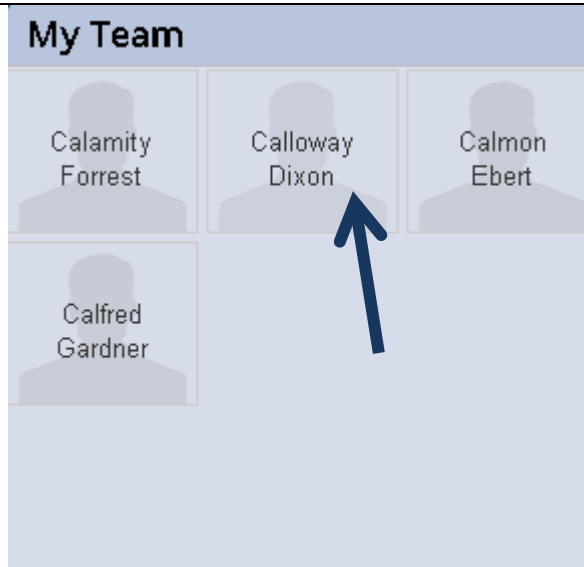 My Team
Calamity
Forrest
Calloway
Dixon
Calmon
Ebert
Calfred
Gardner